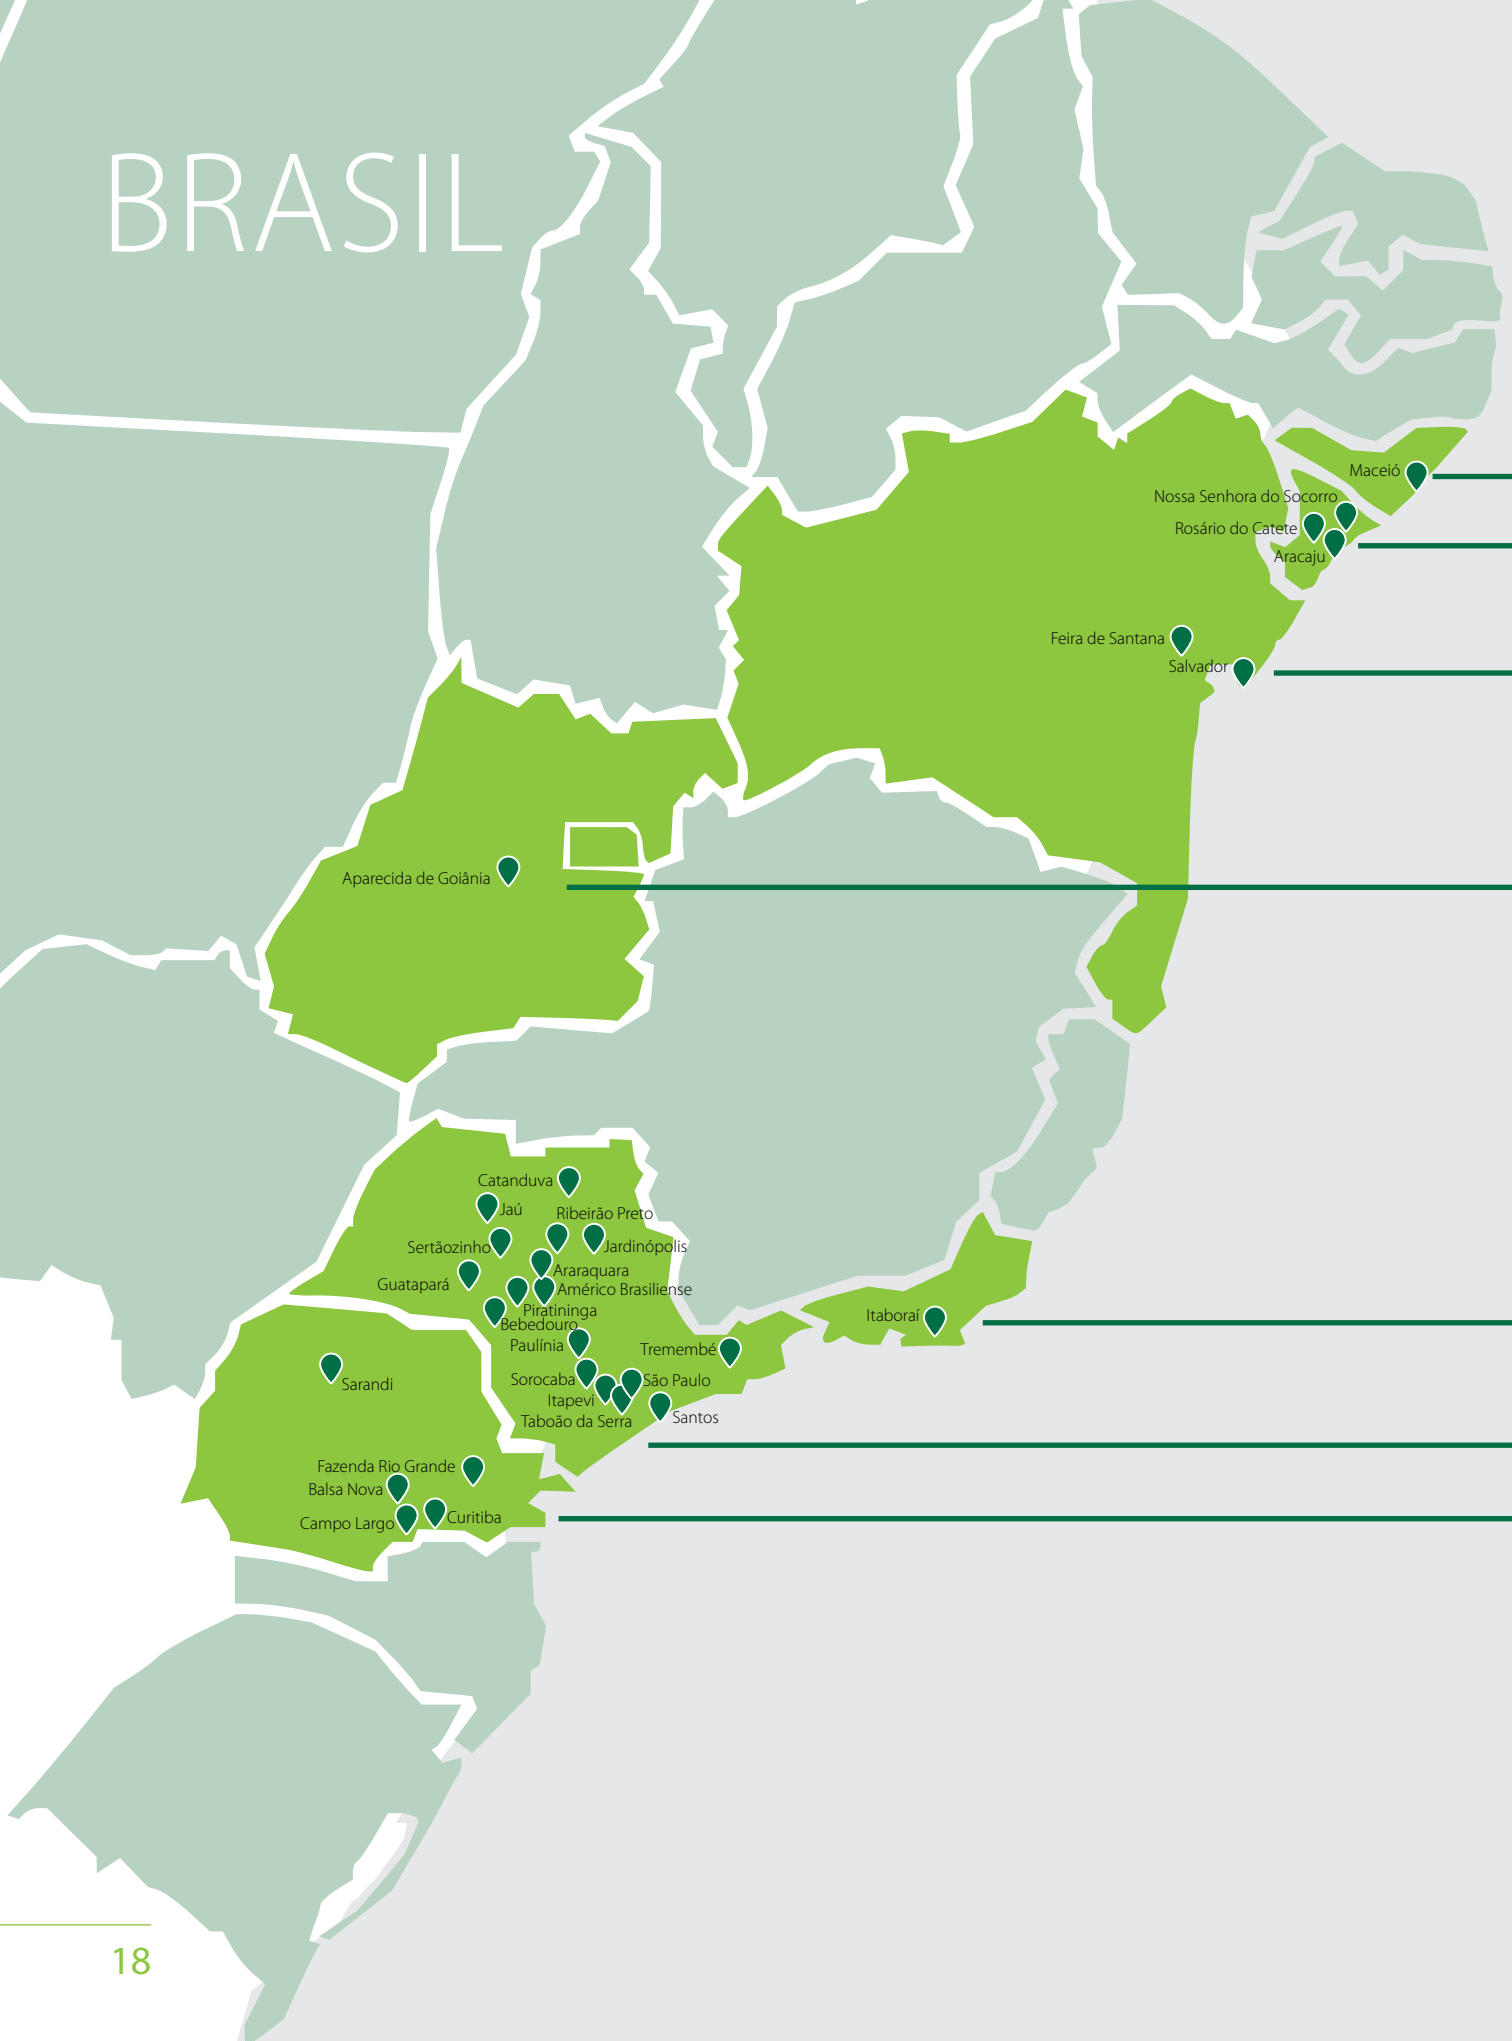 BRASIL
Maceió
Nossa Senhora do Socorro
Rosário do Catete
Aracaju
Feira de Santana
Salvador
Aparecida de Goiânia
Catanduva
Jaú
Ribeirão Preto
Sertãozinho
Jardinópolis
Araraquara
Guatapará
Américo Brasiliense
Piratininga
Itaboraí
Bebedouro
Paulínia
Tremembé
Sorocaba
São Paulo
Sarandi
Itapevi
Santos
Taboão da Serra
Fazenda Rio Grande
Balsa Nova
Curitiba
Campo Largo
18